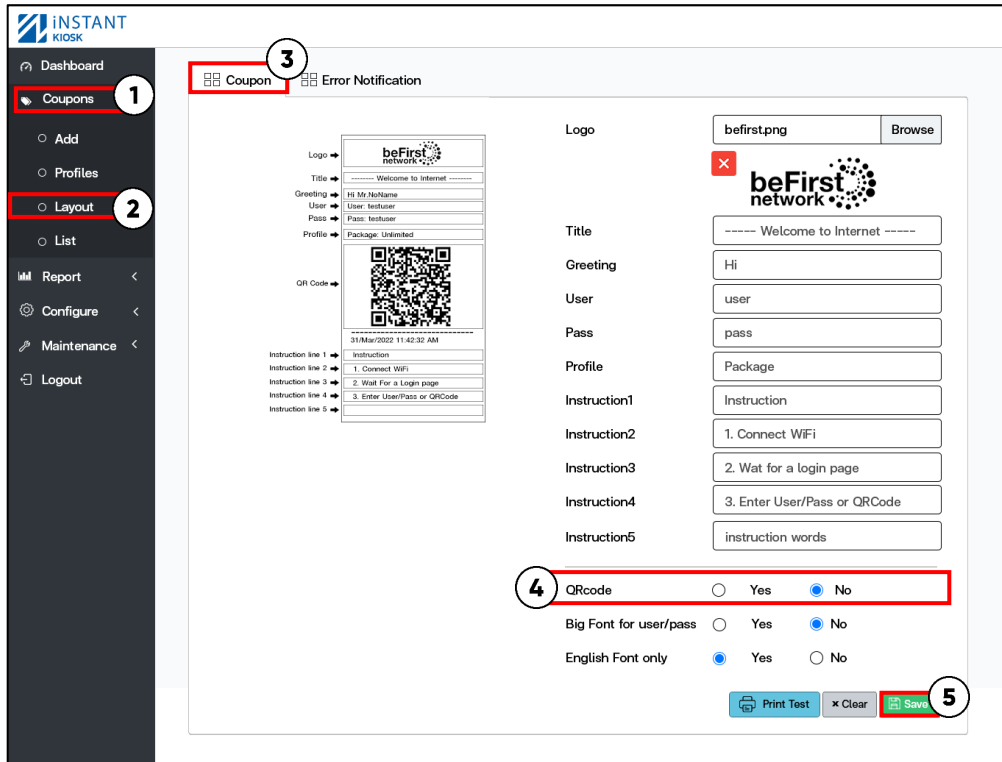 iNSTANT
KIOSK
Dashboard
Coupons
1
Add
Profiles
Layout
2
List
Report
Configure
Maintenance
Logout
3
Coupon
Error Notification
Logo
beFirst
network
Title
-------- Welcome to Internet --------
Greeting
Hi Mr.NoName
User
User: testuser
Pass
Pass: testuser
Profile
Package: Unlimited
QR Code
------------------------------
31/Mar/2022 11:42:32 AM
Instruction line 1
Instruction
Instruction line 2
1. Connect WiFi
Instruction line 3
2. Wait For a Login page
Instruction line 4
3. Enter User/Pass or QRCode
Instruction line 5
Logo
befirst.png
Browse
beFirst
network
Title
----- Welcome to Internet -----
Greeting
Hi
User
user
Pass
pass
Profile
Package
Instruction1
Instruction
Instruction2
1. Connect WiFi
Instruction3
2. Wat for a login page
Instruction4
3. Enter User/Pass or QRCode
Instruction5
instruction words
4
QRcode
Yes
No
Big Font for user/pass
Yes
No
English Font only
Yes
No
Print Test
× Clear
Save
5